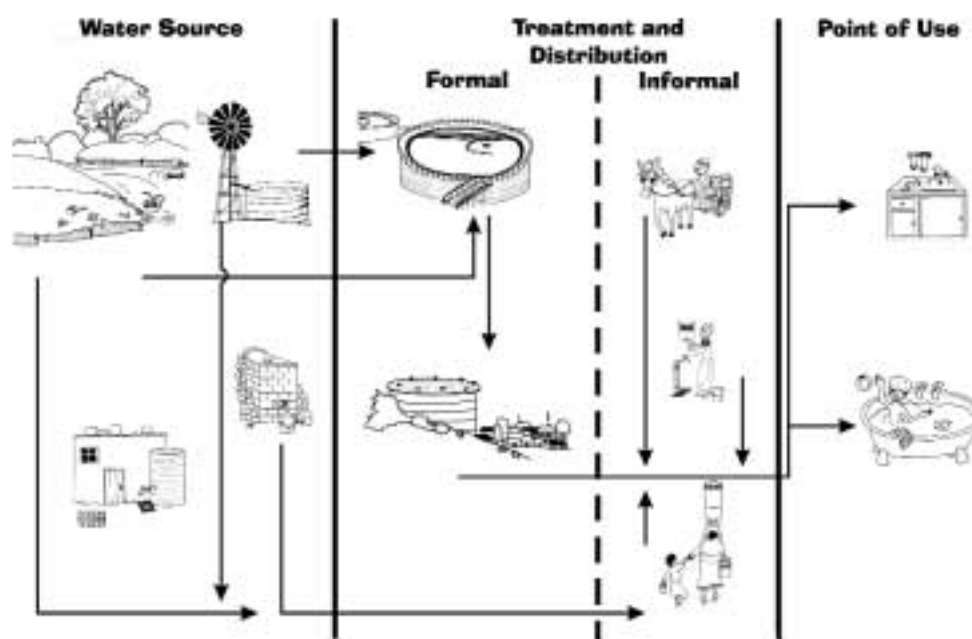 Water Source
Treatment and
Distribution
Formal
Informal
Point of Use